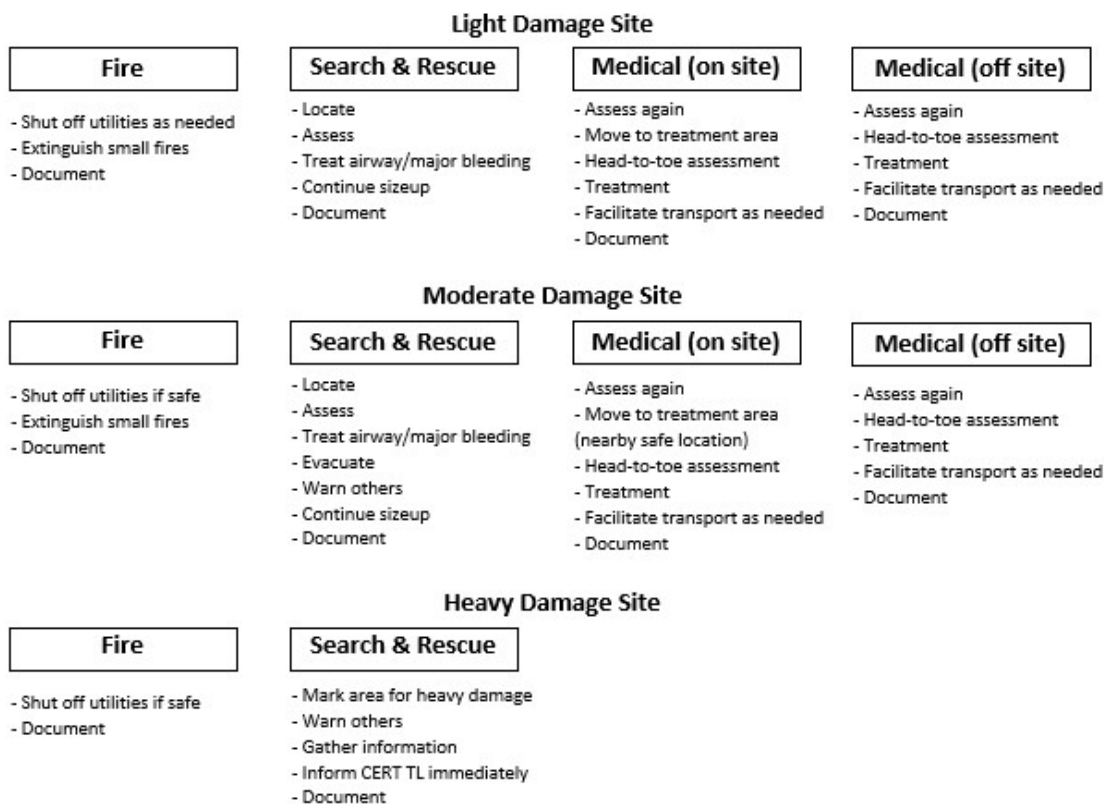 Light Damage Site
Fire
- Shut off utilities as needed
- Extinguish small fires
- Document
Search & Rescue
- Locate
- Assess
- Treat airway/major bleeding
- Continue sizeup
- Document
Medical (on site)
- Assess again
- Move to treatment area
- Head-to-toe assessment
- Treatment
- Facilitate transport as needed
- Document
Medical (off site)
- Assess again
- Head-to-toe assessment
- Treatment
- Facilitate transport as needed
- Document
Moderate Damage Site
Fire
- Shut off utilities if safe
- Extinguish small fires
- Document
Search & Rescue
- Locate
- Assess
- Treat airway/major bleeding
- Evacuate
- Warn others
- Continue sizeup
- Document
Medical (on site)
- Assess again
- Move to treatment area
(nearby safe location)
- Head-to-toe assessment
- Treatment
- Facilitate transport as needed
- Document
Medical (off site)
- Assess again
- Head-to-toe assessment
- Treatment
- Facilitate transport as needed
- Document
Heavy Damage Site
Fire
- Shut off utilities if safe
- Document
Search & Rescue
- Mark area for heavy damage
- Warn others
- Gather information
- Inform CERT TL immediately
- Document